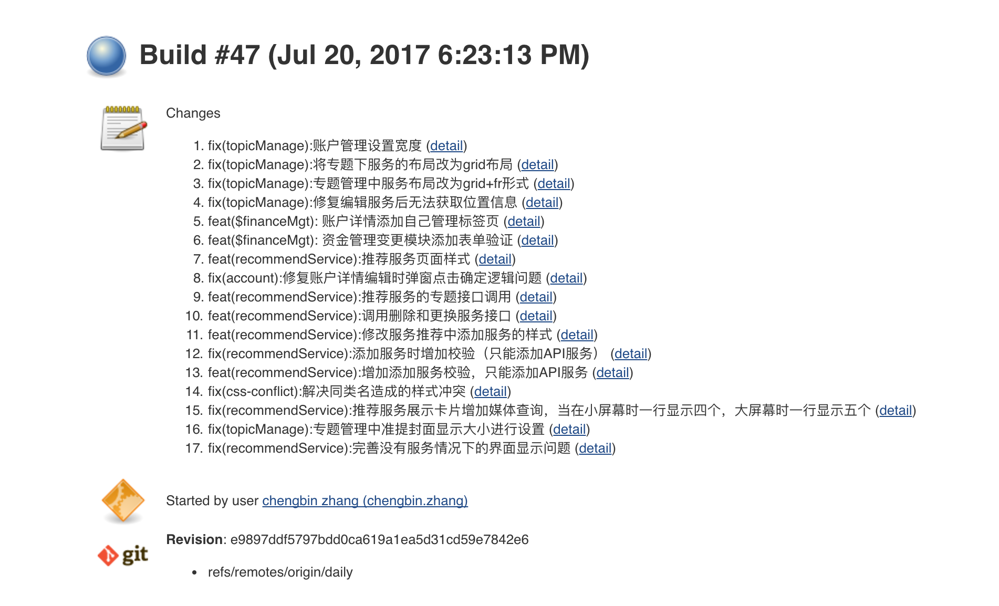 Build #47 (Jul 20, 2017 6:23:13 PM)
Changes
1. fix(topicManage):账户管理设置宽度 (detail)
2. fix(topicManage):将专题下服务的布局改为grid布局 (detail)
3. fix(topicManage):专题管理中服务布局改为grid+fr形式 (detail)
4. fix(topicManage):修复编辑服务后无法获取位置信息 (detail)
5. feat($financeMgt): 账户详情添加自己管理标签页 (detail)
6. feat($financeMgt): 资金管理变更模块添加表单验证 (detail)
7. feat(recommendService):推荐服务页面样式 (detail)
8. fix(account):修复账户详情编辑时弹窗点击确定逻辑问题 (detail)
9. feat(recommendService):推荐服务的专题接口调用 (detail)
10. feat(recommendService):调用删除和更换服务接口 (detail)
11. feat(recommendService):修改服务推荐中添加服务的样式 (detail)
12. fix(recommendService):添加服务时增加校验（只能添加API服务） (detail)
13. feat(recommendService):增加添加服务校验，只能添加API服务 (detail)
14. fix(css-conflict):解决同类名造成的样式冲突 (detail)
15. fix(recommendService):推荐服务展示卡片增加媒体查询，当在小屏幕时一行显示四个，大屏幕时一行显示五个 (detail)
16. fix(topicManage):专题管理中准提封面显示大小进行设置 (detail)
17. fix(recommendService):完善没有服务情况下的界面显示问题 (detail)
Started by user chengbin zhang (chengbin.zhang)
Revision: e9897ddf5797bdd0ca619a1ea5d31cd59e7842e6
git
• refs/remotes/origin/daily